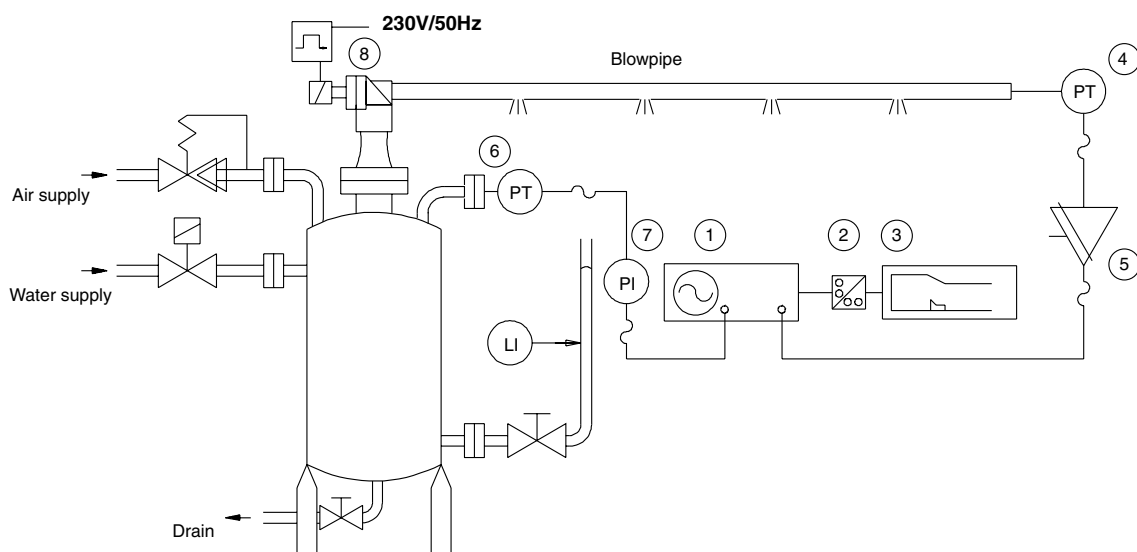 230V/50Hz
8
Blowpipe
4
PT
6
Air supply
PT
7
1
2
3
5
Water supply
PI
LI
Drain